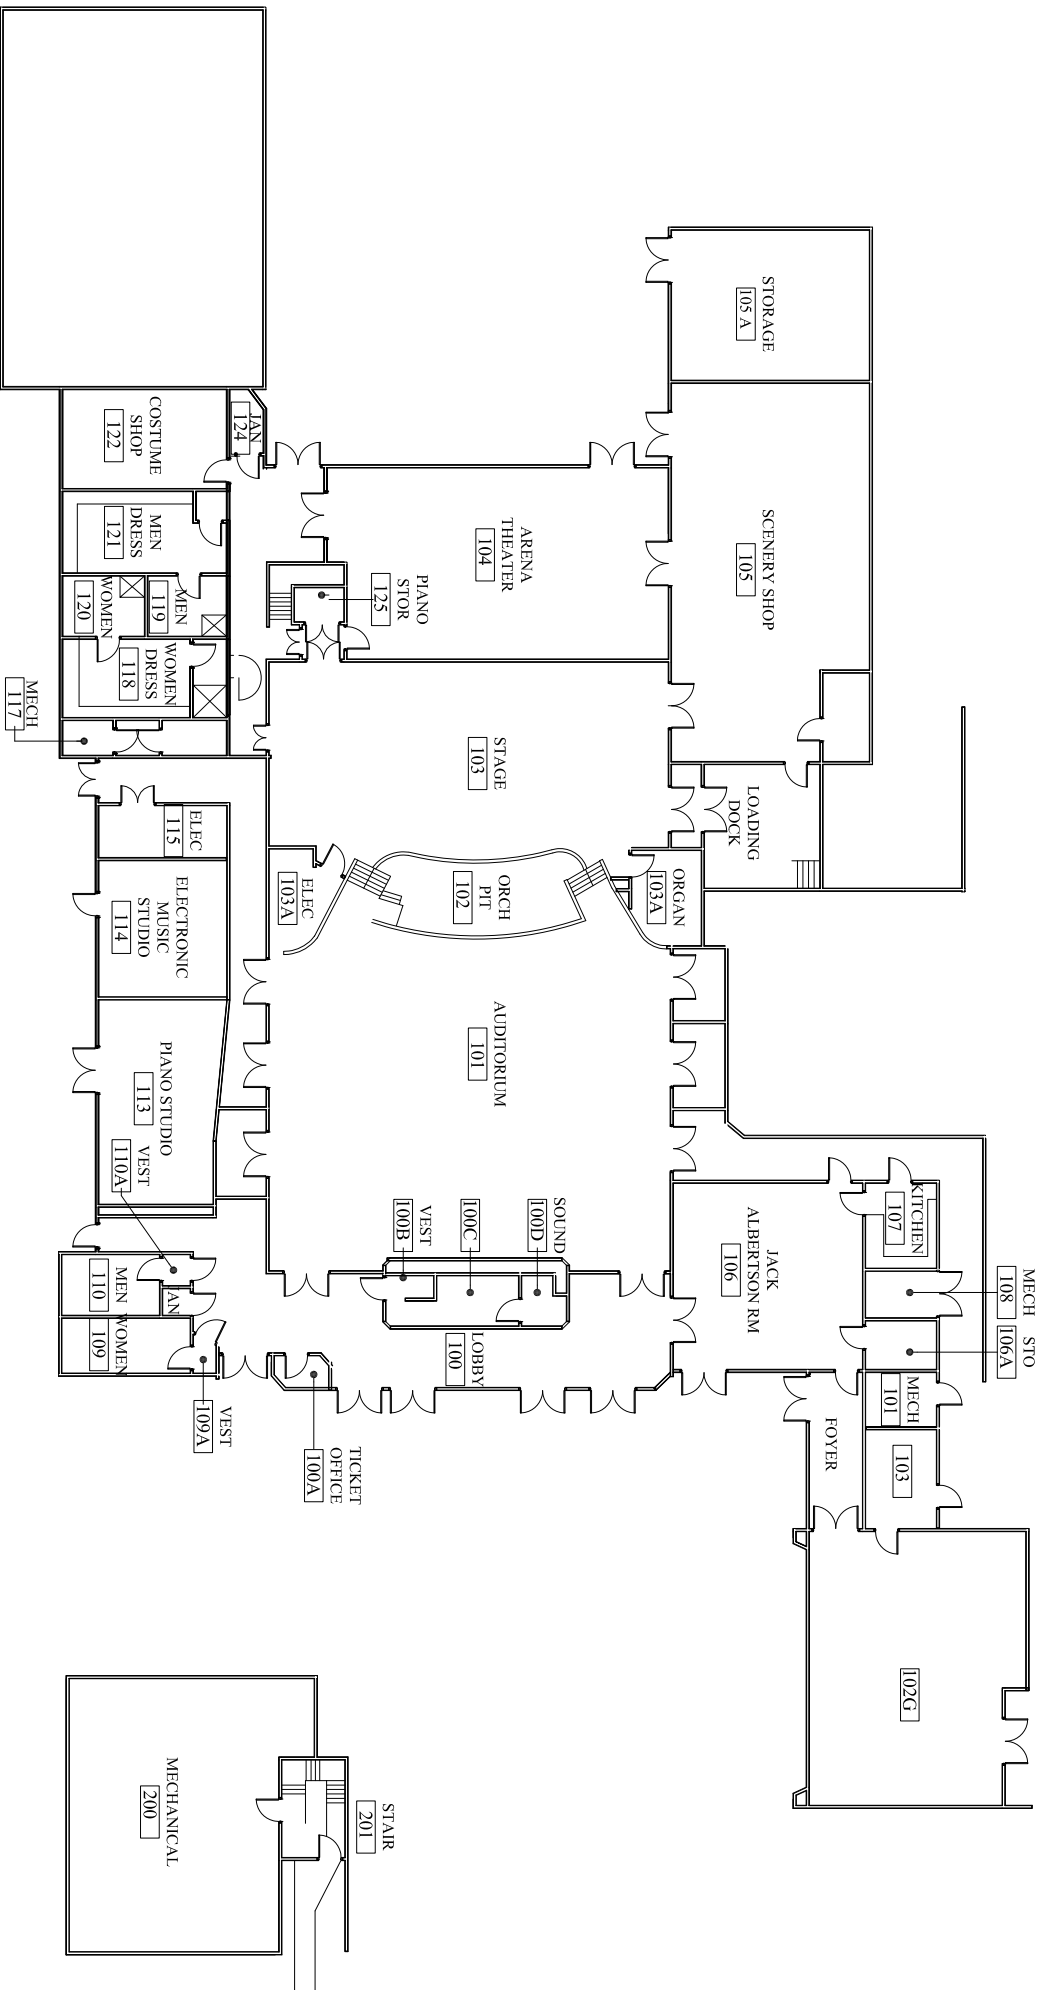 STORAGE
105 A
SCENERY SHOP
105
LOADING
DOCK
ORGAN
103A
KITCHEN
107
MECH
108
STO
106A
JACK
ALBERTSON RM
106
MECH
101
103
FOYER
102G
ARENA
THEATER
104
PIANO
STOR
125
STAGE
103
ORCH
PIT
102
ELEC
103A
AUDITORIUM
101
SOUND
100D
100C
VEST
100B
LOBBY
100
TICKET
OFFICE
100A
JAN
124
COSTUME
SHOP
122
MEN
DRESS
121
MEN
119
WOMEN
120
WOMEN
DRESS
118
MECH
117
ELEC
115
ELECTRONIC
MUSIC
STUDIO
114
PIANO STUDIO
113
VEST
110A
MEN
110
AN
WOMEN
109
VEST
109A
STAIR
201
MECHANICAL
200